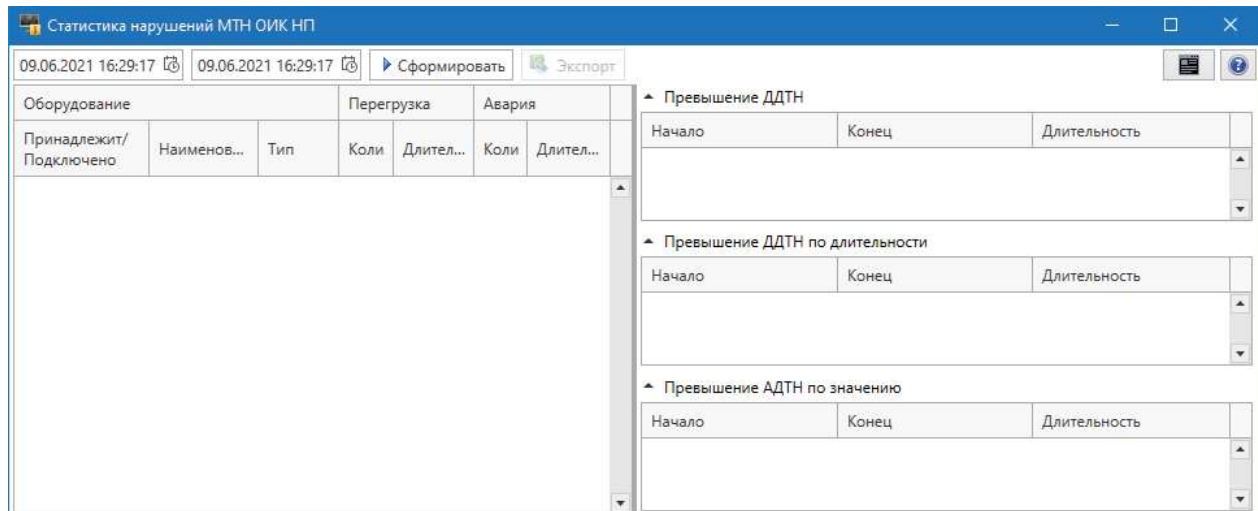 Статистика нарушений МТН ОИК НП
09.06.2021 16:29:17 09.06.2021 16:29:17 Сформировать Экспорт
Оборудование Перегрузка Авария
Принадлежит/
Подключено Наименов... Тип Коли Длител... Коли Длител...
Превышение ДДТН
Начало Конец Длительность
Превышение ДДТН по длительности
Начало Конец Длительность
Превышение АДТН по значению
Начало Конец Длительность